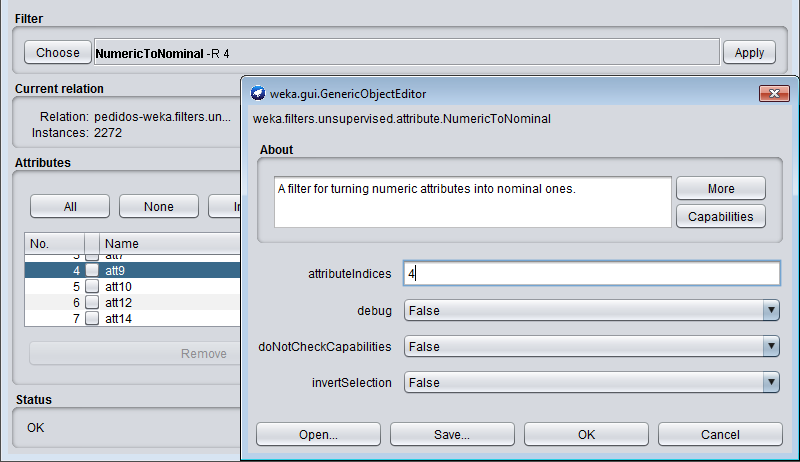 Filter
Choose NumericToNominal -R 4 Apply
Current relation
Relation: pedidos-weka.filters.un...
Instances: 2272
Attributes
All None
No. Name
3 att7
4 att9
5 att10
6 att12
7 att14
Remove
Status
OK
weka.gui.GenericObjectEditor
weka.filters.unsupervised.attribute.NumericToNominal
About
A filter for turning numeric attributes into nominal ones.
More
Capabilities
attributeIndices 4
debug False
doNotCheckCapabilities False
invertSelection False
Open... Save... OK Cancel